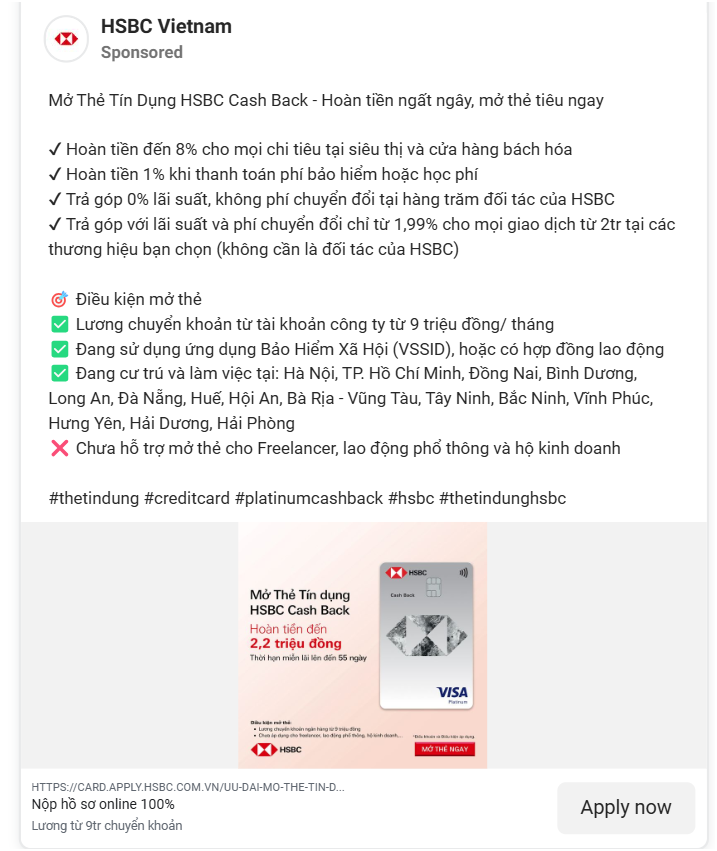 HSBC Vietnam
Sponsored
Mở Thẻ Tín Dụng HSBC Cash Back - Hoàn tiền ngất ngây, mở thẻ tiêu ngay
✓ Hoàn tiền đến 8% cho mọi chi tiêu tại siêu thị và cửa hàng bách hóa
✓ Hoàn tiền 1% khi thanh toán phí bảo hiểm hoặc học phí
✓ Trả góp 0% lãi suất, không phí chuyển đổi tại hàng trăm đối tác của HSBC
✓ Trả góp với lãi suất và phí chuyển đổi chỉ từ 1,99% cho mọi giao dịch từ 2tr tại các
thương hiệu bạn chọn (không cần là đối tác của HSBC)
🎯 Điều kiện mở thẻ
✅ Lương chuyển khoản từ tài khoản công ty từ 9 triệu đồng/ tháng
✅ Đang sử dụng ứng dụng Bảo Hiểm Xã Hội (VSSID), hoặc có hợp đồng lao động
✅ Đang cư trú và làm việc tại: Hà Nội, TP. Hồ Chí Minh, Đồng Nai, Bình Dương,
Long An, Đà Nẵng, Huế, Hội An, Bà Rịa - Vũng Tàu, Tây Ninh, Bắc Ninh, Vĩnh Phúc,
Hưng Yên, Hải Dương, Hải Phòng
❌ Chưa hỗ trợ mở thẻ cho Freelancer, lao động phổ thông và hộ kinh doanh
#thetindung #creditcard #platinumcashback #hsbc #thetindunghsbc
Mở Thẻ Tín dụng
HSBC Cash Back
Hoàn tiền đến
2,2 triệu đồng
Thời hạn miễn lãi lên đến 55 ngày
HSBC
Cash Back
VISA
Platinum
Điều kiện mở thẻ:
• Lương chuyển khoản ngân hàng từ 9 triệu đồng
• Chưa áp dụng cho freelancer, lao động phổ thông, hộ kinh doanh,...
*Điều khoản và Điều kiện áp dụng
HSBC
MỞ THẺ NGAY
HTTPS://CARD.APPLY.HSBC.COM.VN/UU-DAI-MO-THE-TIN-D...
Nộp hồ sơ online 100%
Lương từ 9tr chuyển khoản
Apply now